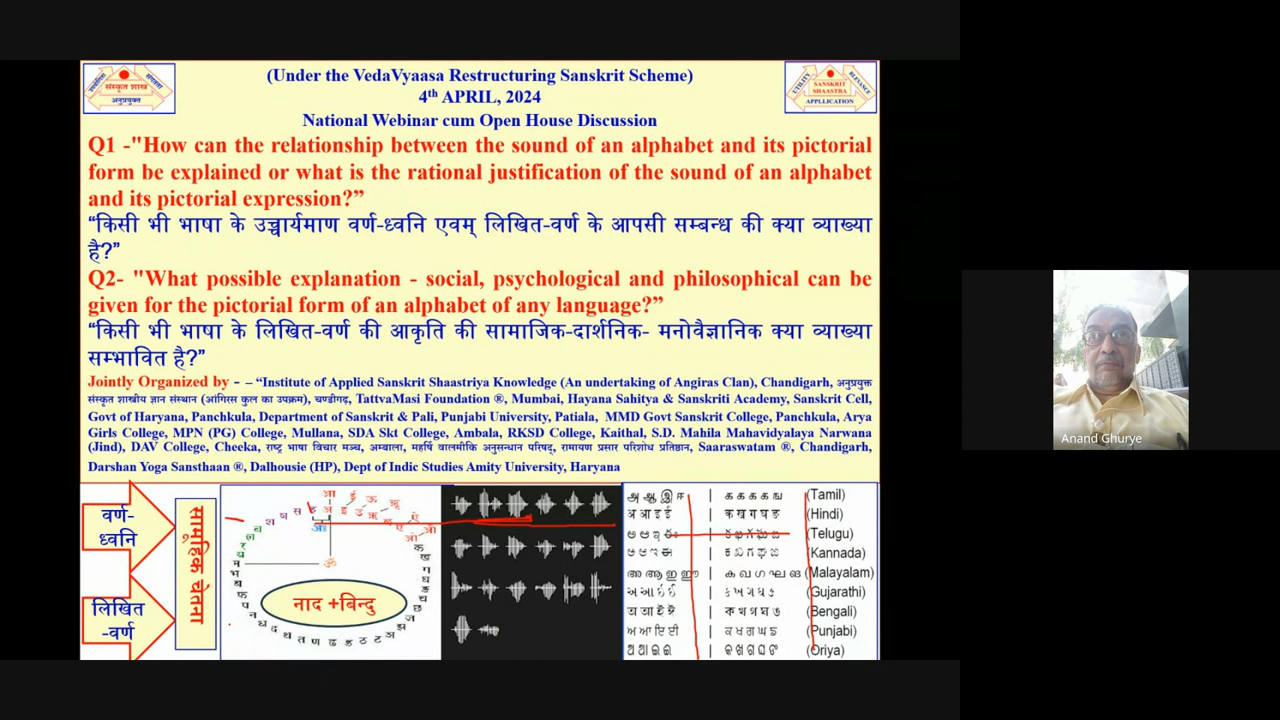 (Under the VedaVyaasa Restructuring Sanskrit Scheme)
4th APRIL, 2024
National Webinar cum Open House Discussion
संस्कृत शास्त्र
अनुप्रयुक्त
UTILITY
RELEVANCE
SANSKRIT
SHAASTRA
APPLLICATION
Q1 -"How can the relationship between the sound of an alphabet and its pictorial
form be explained or what is the rational justification of the sound of an alphabet
and its pictorial expression?”
“किसी भी भाषा के उच्चार्यमाण वर्ण-ध्वनि एवम् लिखित-वर्ण के आपसी सम्बन्ध की क्या व्याख्या
है?”
Q2- "What possible explanation - social, psychological and philosophical can be
given for the pictorial form of an alphabet of any language?”
“किसी भी भाषा के लिखित-वर्ण की आकृति की सामाजिक-दार्शनिक- मनोवैज्ञानिक क्या व्याख्या
सम्भावित है?”
Jointly Organized by - – “Institute of Applied Sanskrit Shaastriya Knowledge (An undertaking of Angiras Clan), Chandigarh, अनुप्रयुक्त
संस्कृत शास्त्रीय ज्ञान संस्थान (आंगिरस कुल का उपक्रम), चण्डीगढ़, TattvaMasi Foundation ®, Mumbai, Hayana Sahitya & Sanskriti Academy, Sanskrit Cell,
Govt of Haryana, Panchkula, Department of Sanskrit & Pali, Punjabi University, Patiala, MMD Govt Sanskrit College, Panchkula, Arya
Girls College, MPN (PG) College, Mullana, SDA Skt College, Ambala, RKSD College, Kaithal, S.D. Mahila Mahavidyalaya Narwana
(Jind), DAV College, Cheeka, राष्ट्र भाषा विचार मञ्च, अम्बाला, महर्षि वाल्मीकि अनुसन्धान परिषद्, रामायण प्रसार परिशोध प्रतिष्ठान, Saaraswatam ®, Chandigarh,
Darshan Yoga Sansthaan ®, Dalhousie (HP), Dept of Indic Studies Amity University, Haryana
वर्ण-
ध्वनि
लिखित
-वर्ण
सामूहिक चेतना
नाद +बिन्दु
ॐ
அ ஆ இ ஈ | க க க க ங (Tamil)
अ आ इ ई | क ख ग घ ङ (Hindi)
(Telugu)
(Kannada)
അ ആ ഇ ഈ ക ഖ ഗ ഘ ങ (Malayalam)
(Gujarathi)
অ আ ই ঈ | ক খ গ ঘ ঙ (Bengali)
ਅ ਆ ਇ ਈ | ਕ ਖ ਗ ਘ ਙ (Punjabi)
(Oriya)
Anand Ghurye